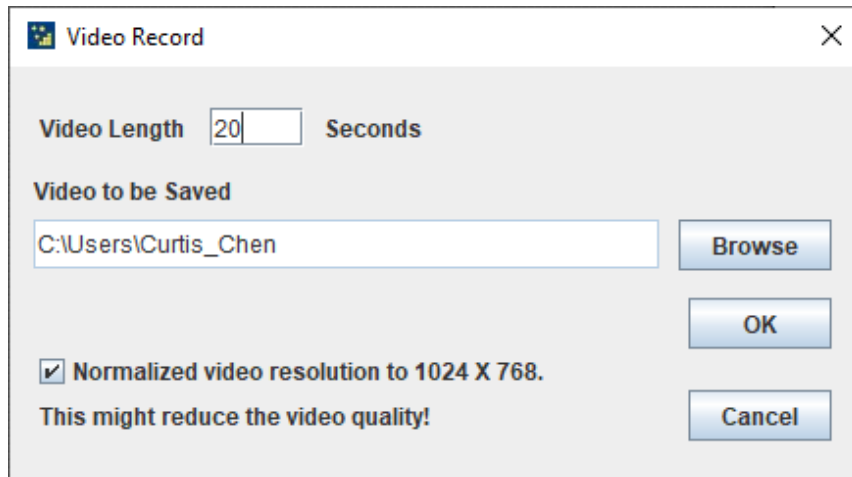 Video Record
Video Length 20 Seconds
Video to be Saved
C:\Users\Curtis_Chen
Browse
OK
Normalized video resolution to 1024 X 768.
This might reduce the video quality!
Cancel